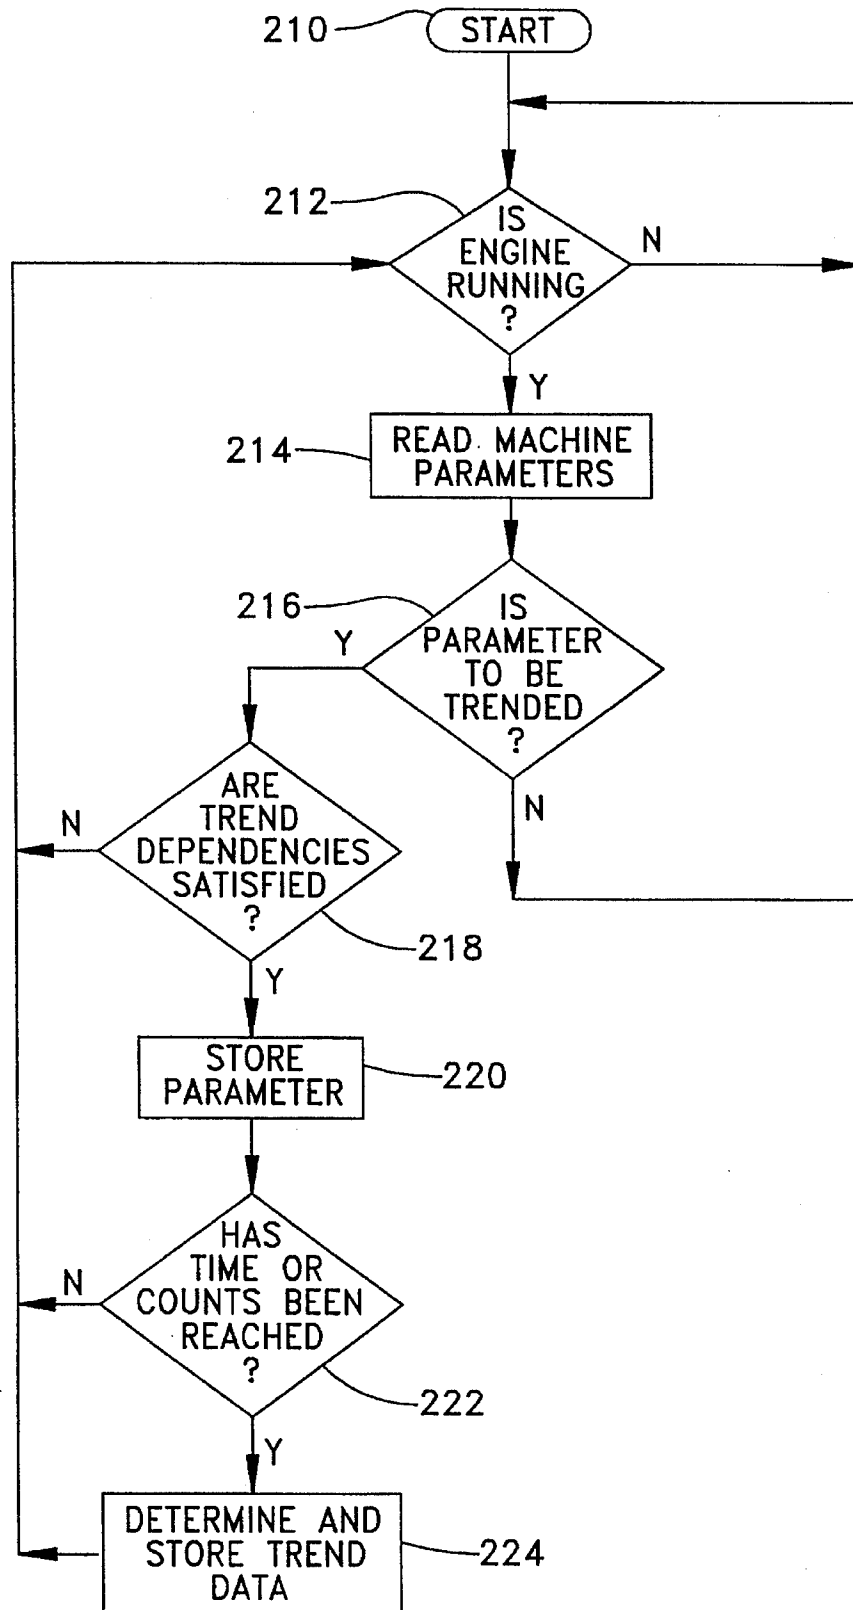 210
START
212
IS
ENGINE
RUNNING
?
N
Y
214
READ MACHINE
PARAMETERS
216
IS
PARAMETER
TO BE
TRENDED
?
Y
N
ARE
TREND
DEPENDENCIES
SATISFIED
?
N
218
Y
STORE
PARAMETER
220
HAS
TIME OR
COUNTS BEEN
REACHED
?
N
222
Y
DETERMINE AND
STORE TREND
DATA
224